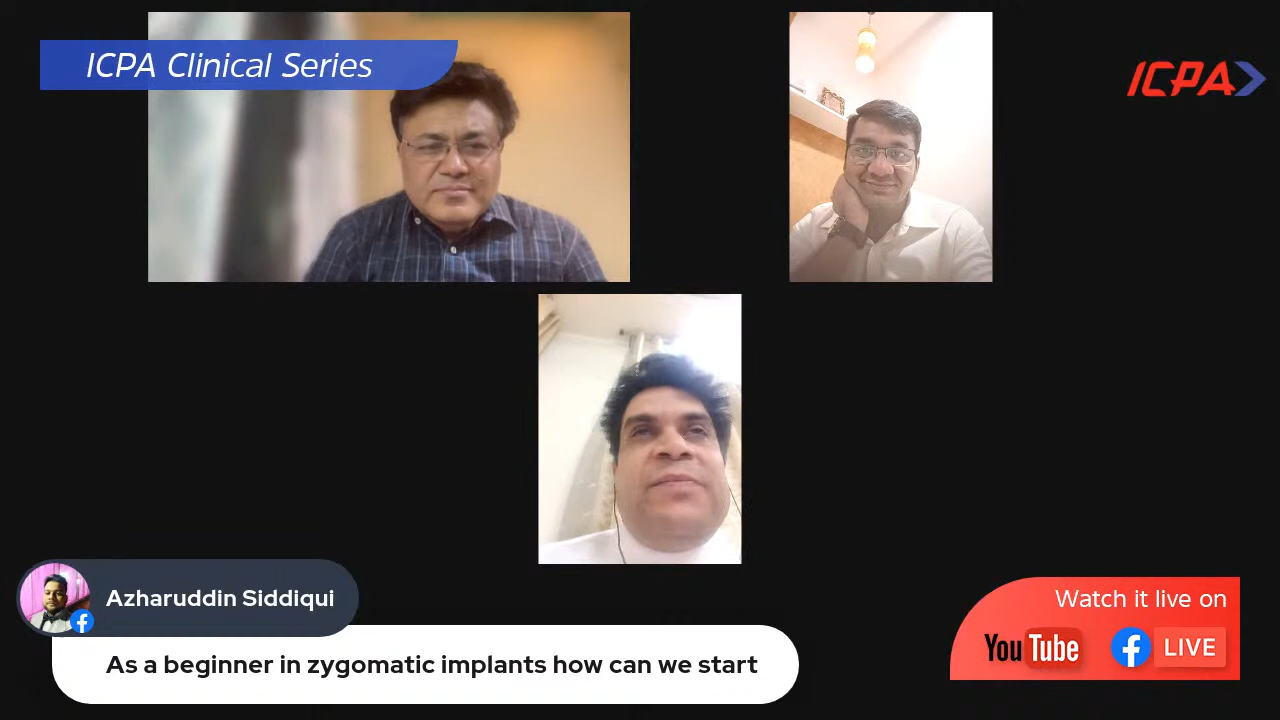 ICPA Clinical Series
ICPA
Azharuddin Siddiqui
As a beginner in zygomatic implants how can we start
Watch it live on
YouTube
LIVE